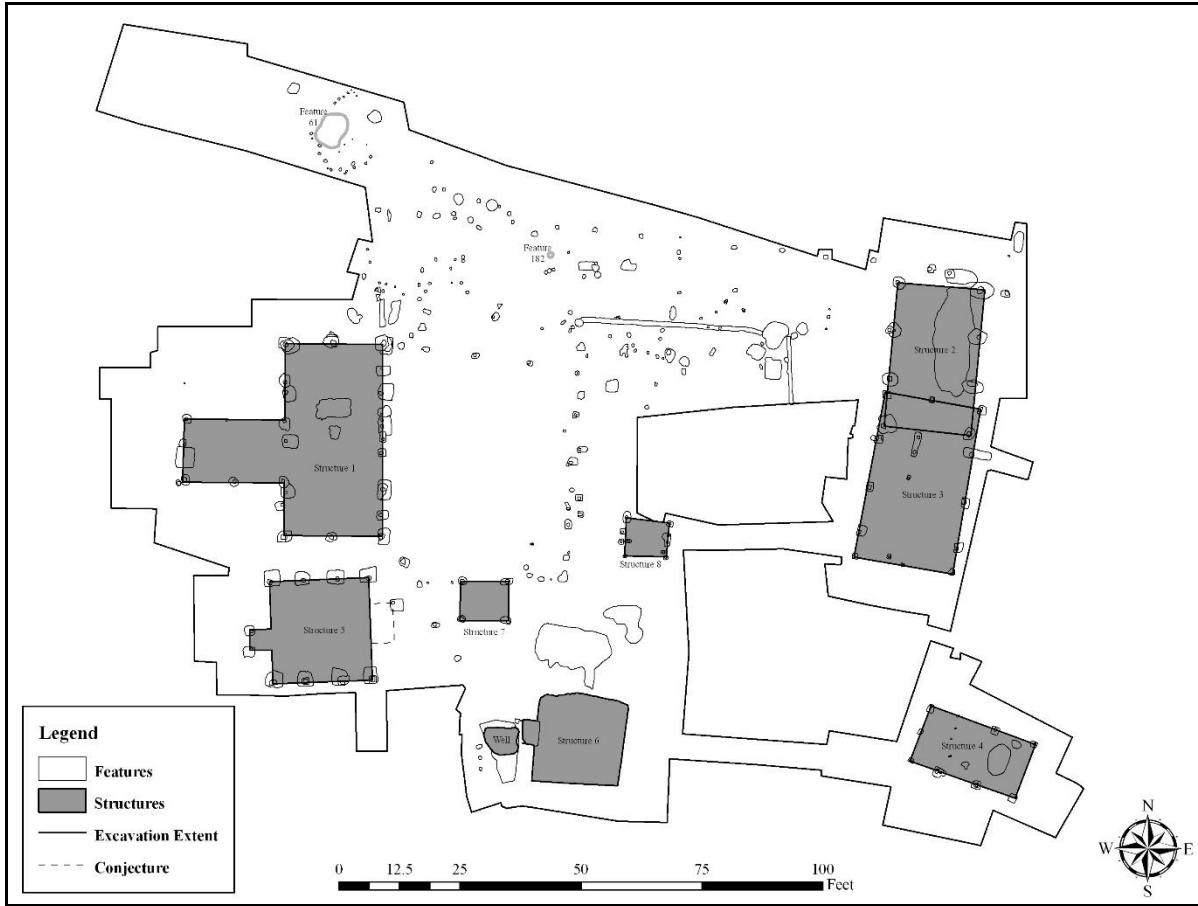 Feature
61
Feature
182
Structure 2
Structure 1
Structure 3
Structure 8
Structure 5
Structure 7
Well
Structure 6
Structure 4
Legend
Features
Structures
Excavation Extent
Conjecture
0 12.5 25 50 75 100
Feet
N
W E
S